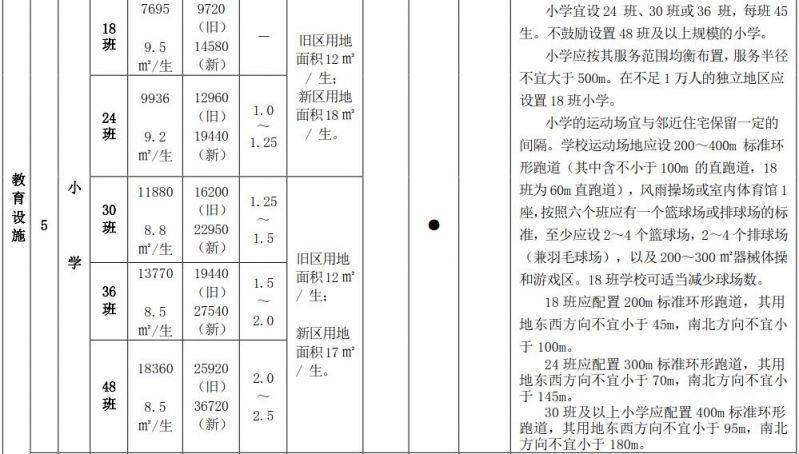 教育设施
5
小学
18班
7695
9.5
㎡/生
9720
（旧）
14580
（新）
—
旧区用地
面积12㎡
/ 生；
新区用地
面积18㎡
/ 生。
24班
9936
9.2
㎡/生
12960
（旧）
19440
（新）
1.0
～
1.25
30班
11880
8.8
㎡/生
16200
（旧）
22950
（新）
1.25
～
1.5
旧区用地
面积12㎡
/ 生；
新区用地
面积17㎡
/ 生。
36班
13770
8.5
㎡/生
19440
（旧）
27540
（新）
1.5
～
2.0
48班
18360
8.5
㎡/生
25920
（旧）
36720
（新）
2.0
～
2.5
●
小学宜设24 班、30班或36 班，每班45
生。不鼓励设置48班及以上规模的小学。
小学应按其服务范围均衡布置，服务半径
不宜大于500m。在不足1万人的独立地区应
设置18班小学。
小学的运动场宜与邻近住宅保留一定的
间隔。学校运动场地应设200～400m 标准环
形跑道（其中含不小于100m 的直跑道，18
班为60m直跑道），风雨操场或室内体育馆1
座，按照六个班应有一个篮球场或排球场的标
准，至少应设2～4个篮球场，2～4个排球场
（兼羽毛球场），以及200～300 ㎡器械体操
和游戏区。18班学校可适当减少球场数。
18班应配置200m标准环形跑道，其用
地东西方向不宜小于45m，南北方向不宜小
于100m。
24班应配置300m标准环形跑道，其用
地东西方向不宜小于70m，南北方向不宜小
于145m。
30班及以上小学应配置400m标准环形
跑道，其用地东西方向不宜小于95m，南北
方向不宜小于180m。